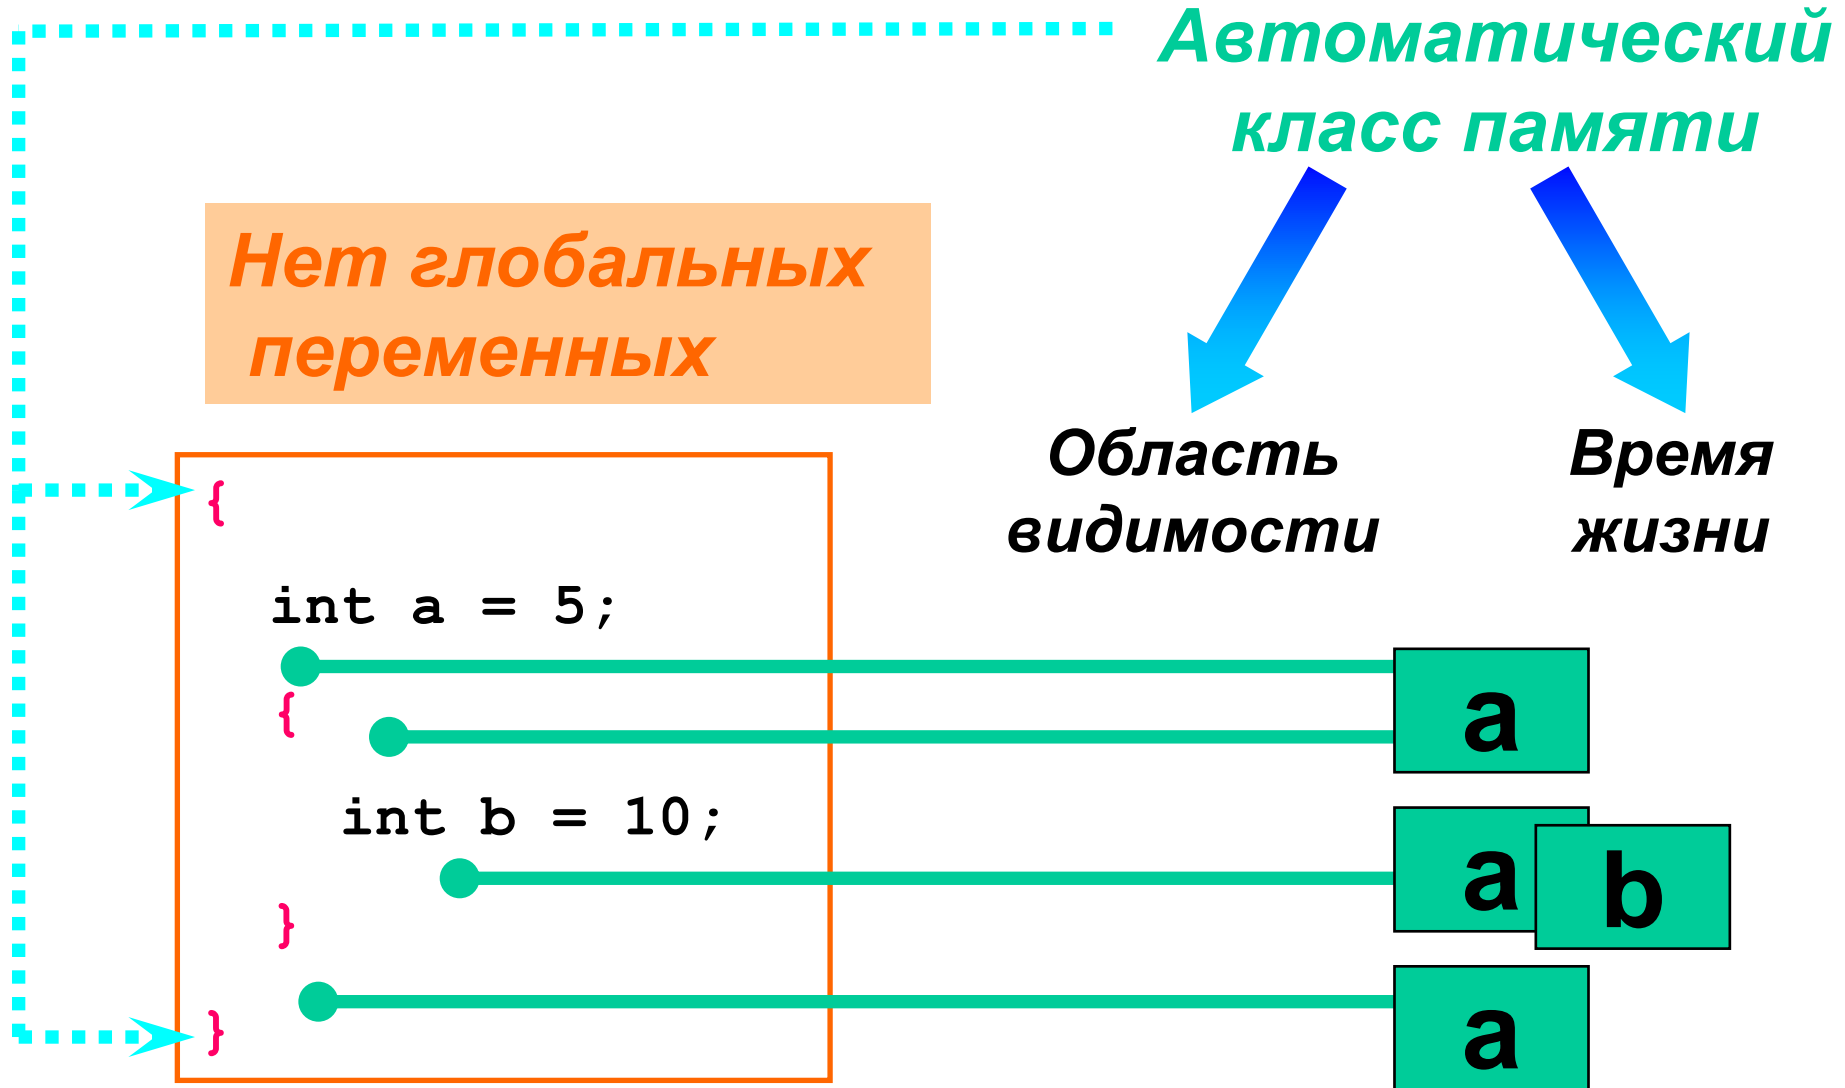 Автоматический
класс памяти
Нет глобальных
переменных
Область
видимости
Время
жизни
{
int a = 5;
{
int b = 10;
}
}
a
a b
a